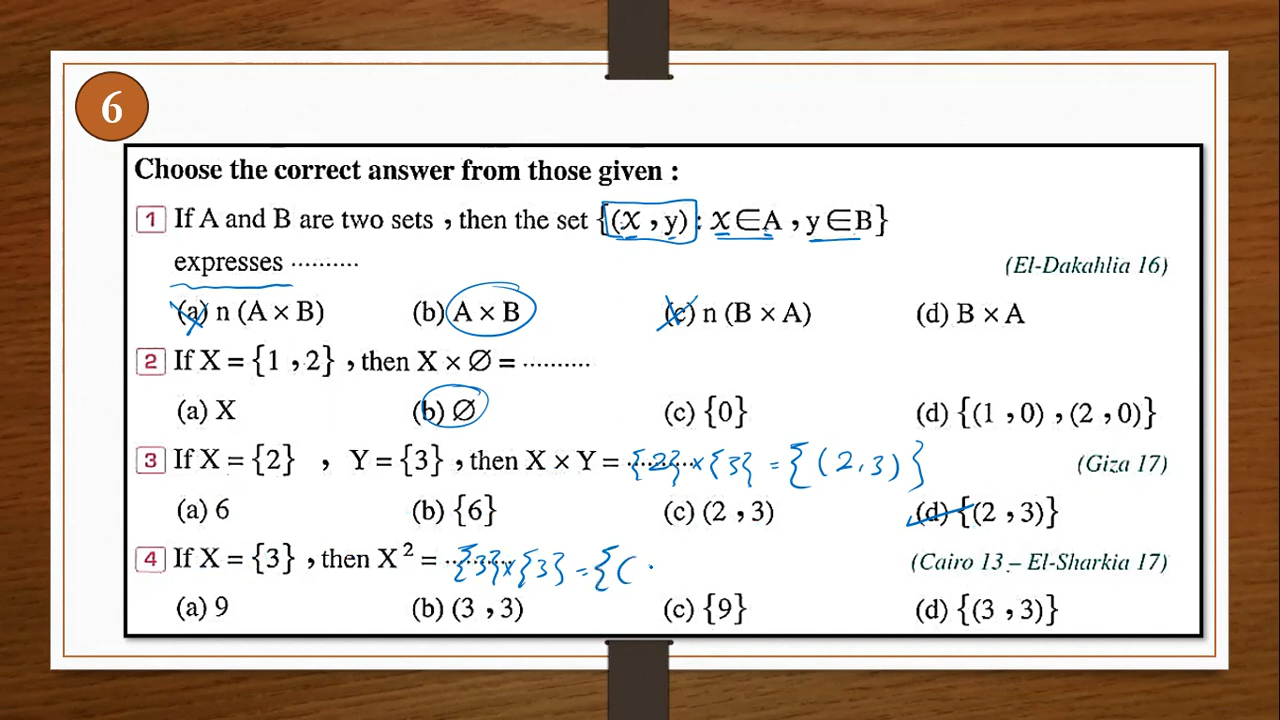 6
Choose the correct answer from those given :
1 If A and B are two sets , then the set {(X , y) : X ∈ A , y ∈ B}
expresses ·········· (El-Dakahlia 16)
(a) n (A × B) (b) A × B (c) n (B × A) (d) B × A
2 If X = {1 , 2} , then X × Ø = ··········
(a) X (b) Ø (c) {0} (d) {(1 , 0) , (2 , 0)}
3 If X = {2} , Y = {3} , then X × Y = ·········· {2} × {3} = {(2,3)} (Giza 17)
(a) 6 (b) {6} (c) (2 , 3) (d) {(2 , 3)}
4 If X = {3} , then X² = ·········· {3} × {3} = {( (Cairo 13 – El-Sharkia 17)
(a) 9 (b) (3 , 3) (c) {9} (d) {(3 , 3)}